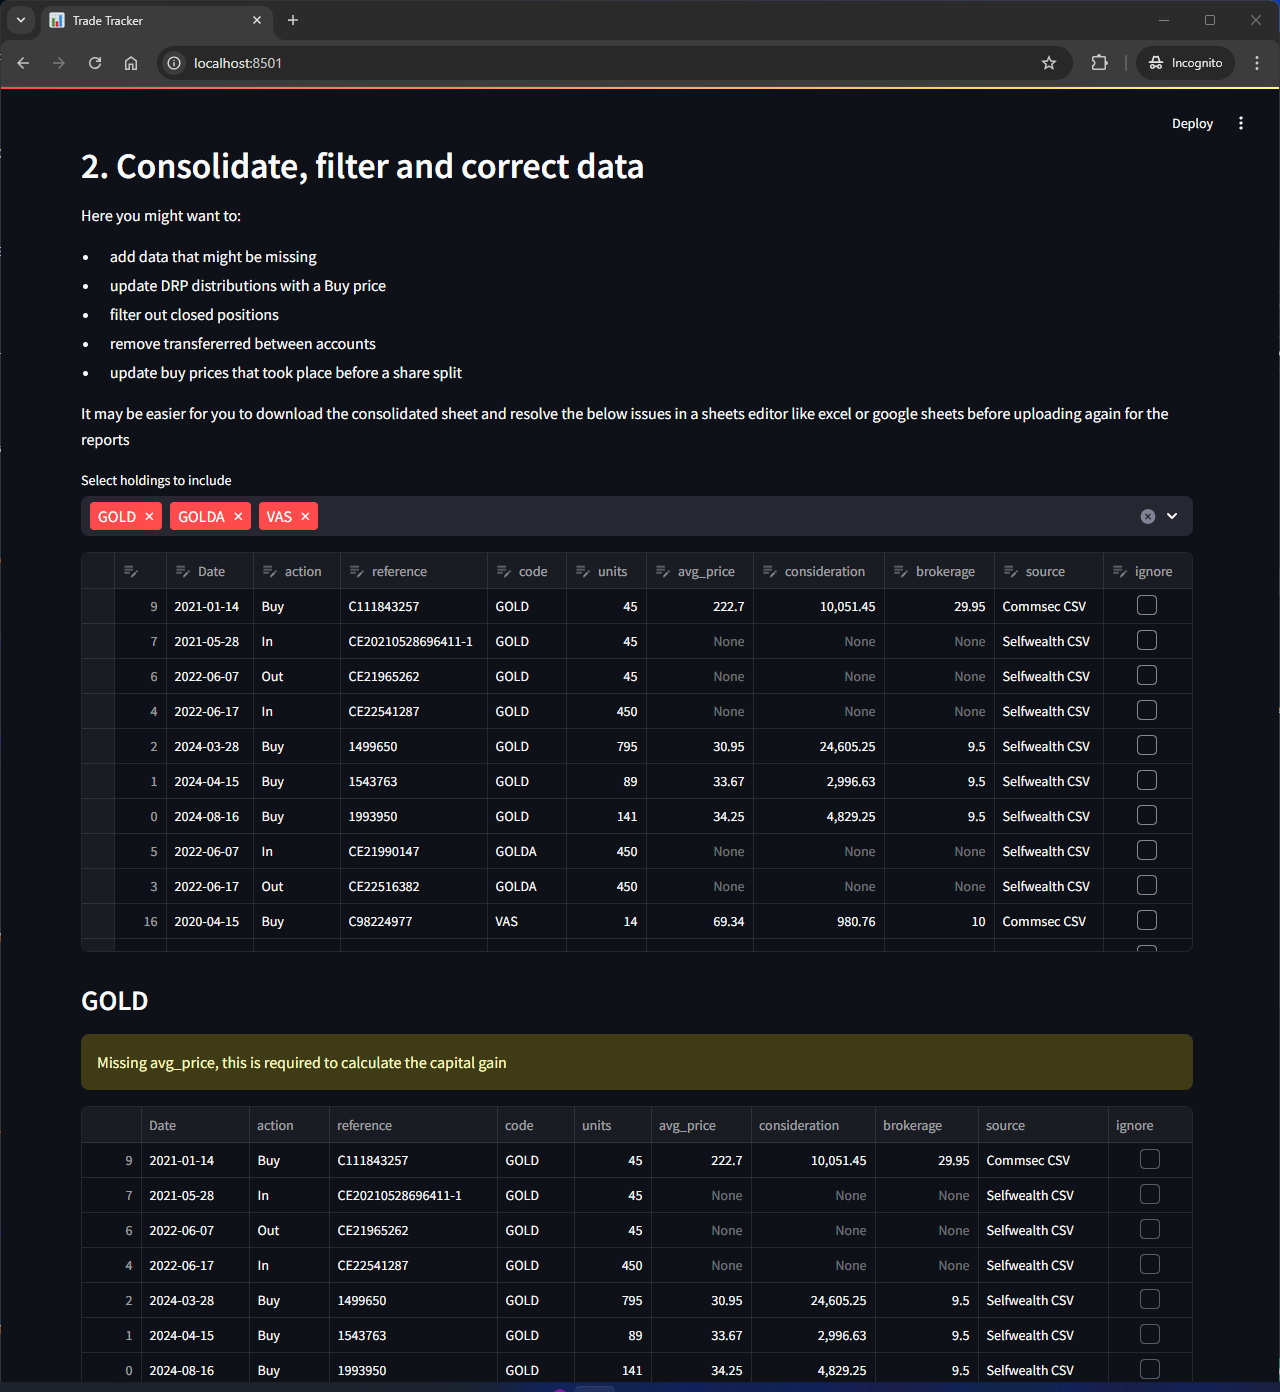 Trade Tracker
localhost:8501
Incognito
Deploy
2. Consolidate, filter and correct data
Here you might want to:
• add data that might be missing
• update DRP distributions with a Buy price
• filter out closed positions
• remove transfererred between accounts
• update buy prices that took place before a share split
It may be easier for you to download the consolidated sheet and resolve the below issues in a sheets editor like excel or google sheets before uploading again for the
reports
Select holdings to include
GOLD GOLDA VAS
Date action reference code units avg_price consideration brokerage source ignore
9 2021-01-14 Buy C111843257 GOLD 45 222.7 10,051.45 29.95 Commsec CSV
7 2021-05-28 In CE20210528696411-1 GOLD 45 None None None Selfwealth CSV
6 2022-06-07 Out CE21965262 GOLD 45 None None None Selfwealth CSV
4 2022-06-17 In CE22541287 GOLD 450 None None None Selfwealth CSV
2 2024-03-28 Buy 1499650 GOLD 795 30.95 24,605.25 9.5 Selfwealth CSV
1 2024-04-15 Buy 1543763 GOLD 89 33.67 2,996.63 9.5 Selfwealth CSV
0 2024-08-16 Buy 1993950 GOLD 141 34.25 4,829.25 9.5 Selfwealth CSV
5 2022-06-07 In CE21990147 GOLDA 450 None None None Selfwealth CSV
3 2022-06-17 Out CE22516382 GOLDA 450 None None None Selfwealth CSV
16 2020-04-15 Buy C98224977 VAS 14 69.34 980.76 10 Commsec CSV
GOLD
Missing avg_price, this is required to calculate the capital gain
Date action reference code units avg_price consideration brokerage source ignore
9 2021-01-14 Buy C111843257 GOLD 45 222.7 10,051.45 29.95 Commsec CSV
7 2021-05-28 In CE20210528696411-1 GOLD 45 None None None Selfwealth CSV
6 2022-06-07 Out CE21965262 GOLD 45 None None None Selfwealth CSV
4 2022-06-17 In CE22541287 GOLD 450 None None None Selfwealth CSV
2 2024-03-28 Buy 1499650 GOLD 795 30.95 24,605.25 9.5 Selfwealth CSV
1 2024-04-15 Buy 1543763 GOLD 89 33.67 2,996.63 9.5 Selfwealth CSV
0 2024-08-16 Buy 1993950 GOLD 141 34.25 4,829.25 9.5 Selfwealth CSV